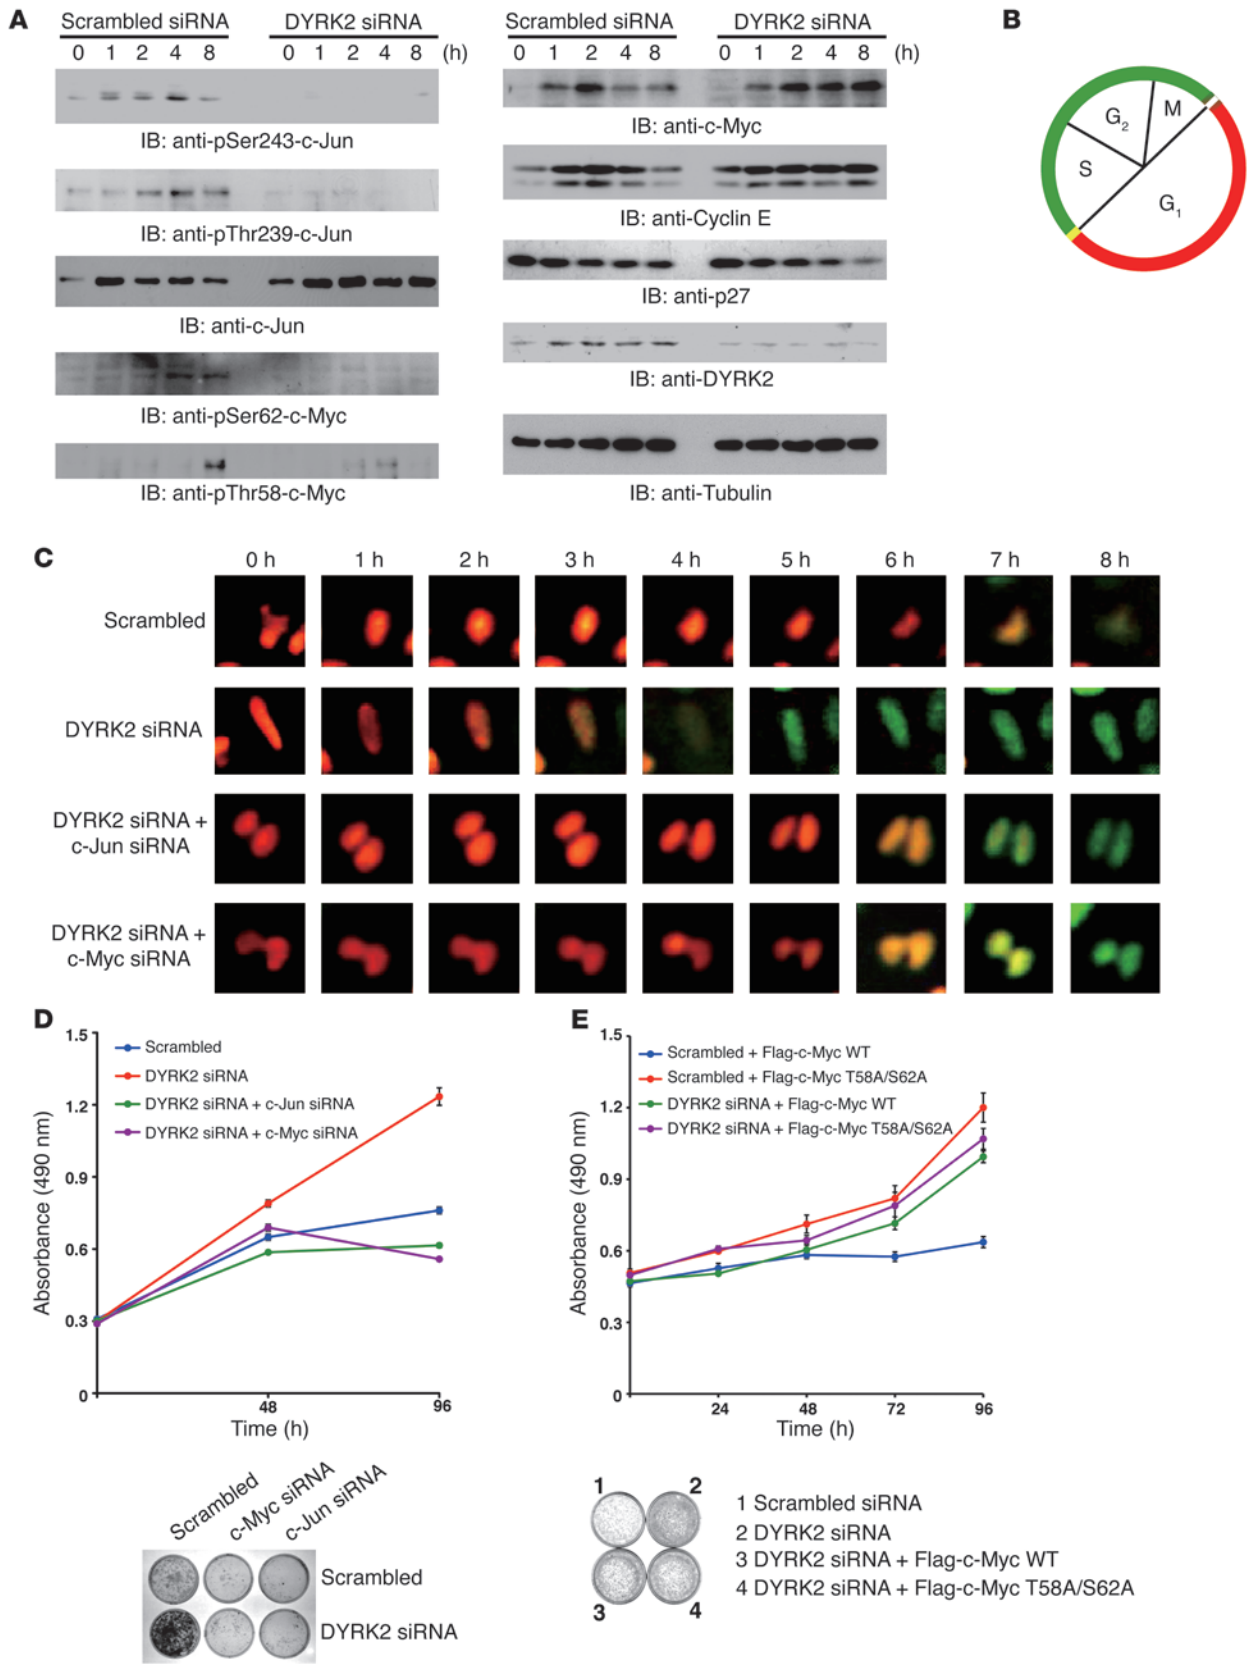 A
Scrambled siRNA
DYRK2 siRNA
0 1 2 4 8
0 1 2 4 8 (h)
IB: anti-pSer243-c-Jun
IB: anti-pThr239-c-Jun
IB: anti-c-Jun
IB: anti-pSer62-c-Myc
IB: anti-pThr58-c-Myc
Scrambled siRNA
DYRK2 siRNA
0 1 2 4 8
0 1 2 4 8 (h)
IB: anti-c-Myc
IB: anti-Cyclin E
IB: anti-p27
IB: anti-DYRK2
IB: anti-Tubulin
B
G2
M
S
G1
C
0 h 1 h 2 h 3 h 4 h 5 h 6 h 7 h 8 h
Scrambled
DYRK2 siRNA
DYRK2 siRNA +
c-Jun siRNA
DYRK2 siRNA +
c-Myc siRNA
D
Absorbance (490 nm)
1.5
1.2
0.9
0.6
0.3
0
Scrambled
DYRK2 siRNA
DYRK2 siRNA + c-Jun siRNA
DYRK2 siRNA + c-Myc siRNA
48 96
Time (h)
Scrambled
c-Myc siRNA
c-Jun siRNA
Scrambled
DYRK2 siRNA
E
Absorbance (490 nm)
1.5
1.2
0.9
0.6
0.3
0
Scrambled + Flag-c-Myc WT
Scrambled + Flag-c-Myc T58A/S62A
DYRK2 siRNA + Flag-c-Myc WT
DYRK2 siRNA + Flag-c-Myc T58A/S62A
24 48 72 96
Time (h)
1 2
3 4
1 Scrambled siRNA
2 DYRK2 siRNA
3 DYRK2 siRNA + Flag-c-Myc WT
4 DYRK2 siRNA + Flag-c-Myc T58A/S62A